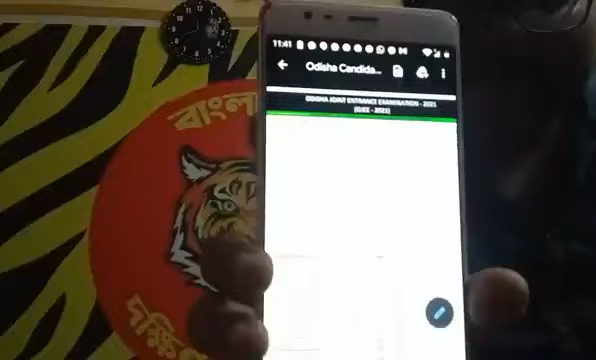 11:41
Odisha Candida...
ODISHA JOINT ENTRANCE EXAMINATION - 2021
(OJEE - 2021)
বাংলা